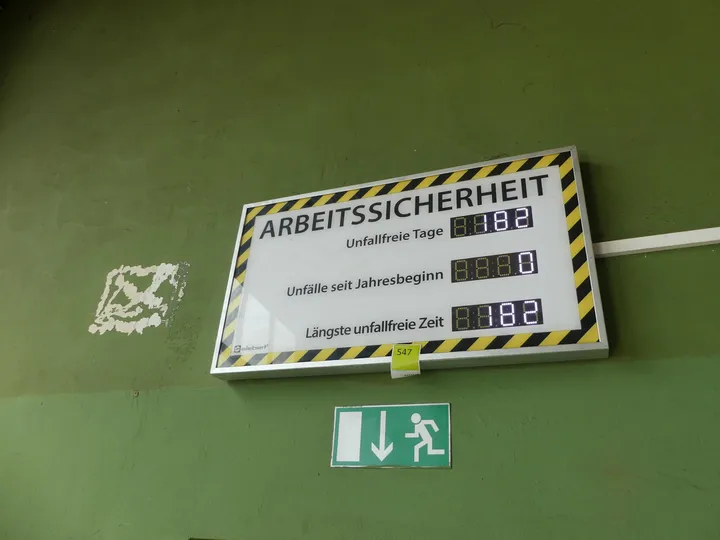 ARBEITSSICHERHEIT
Unfallfreie Tage 182
Unfälle seit Jahresbeginn 0
Längste unfallfreie Zeit 182
547